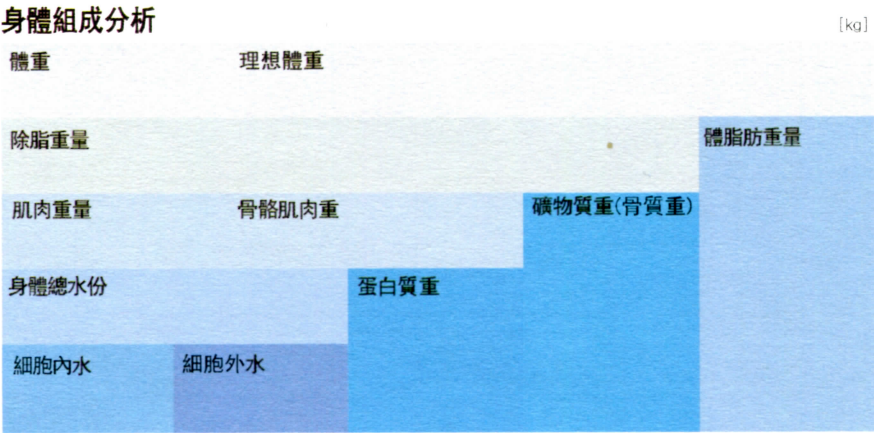 身體組成分析 [kg]
體重 理想體重
除脂重量 體脂肪重量
肌肉重量 骨骼肌肉重 礦物質重(骨質重)
身體總水份 蛋白質重
細胞內水 細胞外水